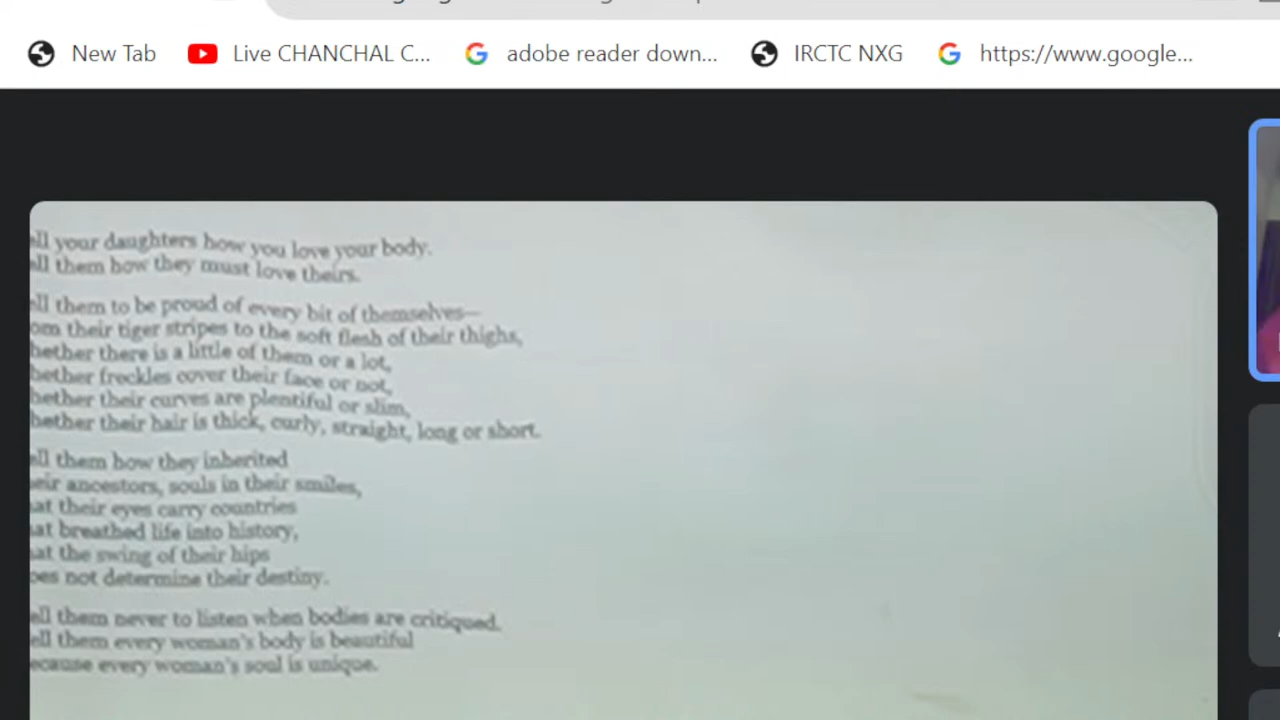 New Tab
Live CHANCHAL C...
adobe reader down...
IRCTC NXG
https://www.google...
ell your daughters how you love your body.
ell them how they must love theirs.
ell them to be proud of every bit of themselves—
om their tiger stripes to the soft flesh of their thighs,
hether there is a little of them or a lot,
hether freckles cover their face or not,
hether their curves are plentiful or slim,
hether their hair is thick, curly, straight, long or short.
ell them how they inherited
eir ancestors, souls in their smiles,
at their eyes carry countries
at breathed life into history,
at the swing of their hips
oes not determine their destiny.
ell them never to listen when bodies are critiqued.
ell them every woman's body is beautiful
ecause every woman's soul is unique.